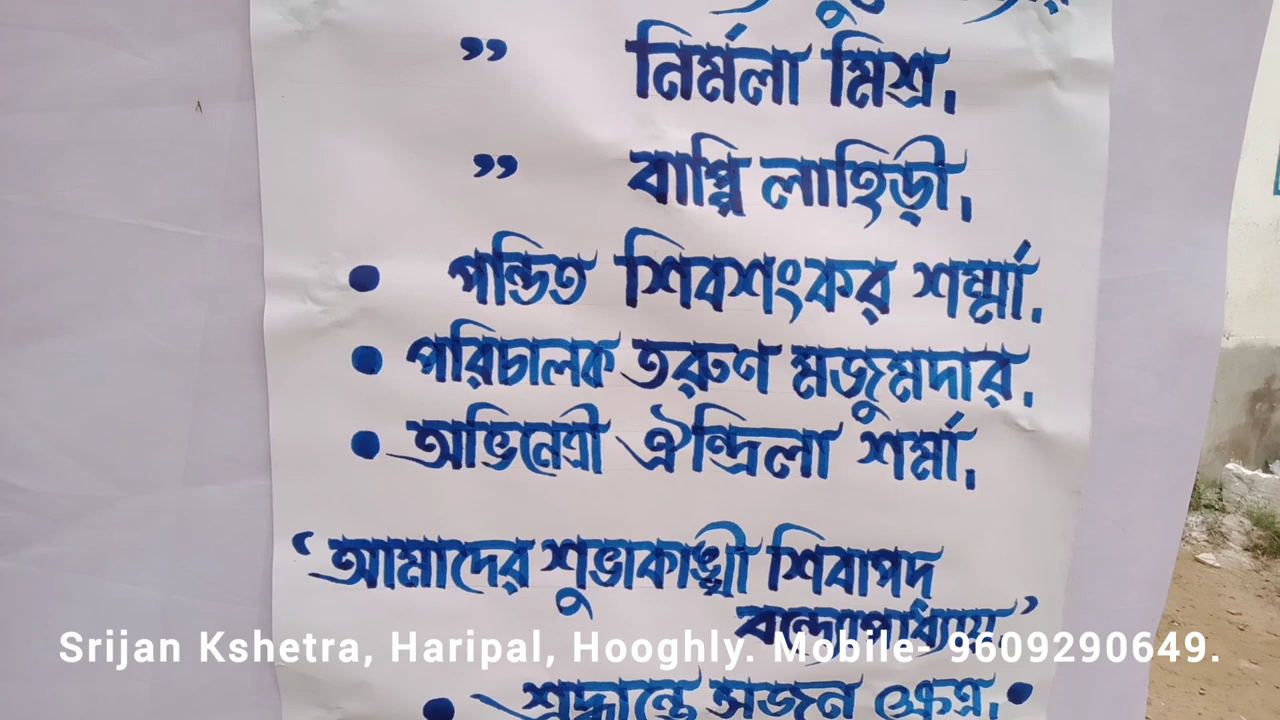 ” নির্মলা মিশ্র.
” বাপ্পি লাহিড়ী.
• পন্ডিত শিবশংকর শর্ম্মা.
• পরিচালক তরুণ মজুমদার.
• অভিনেত্রী ঐন্দ্রিলা শর্মা.
‘আমাদের শুভাকাঙ্খী শিবাপদ
বন্দ্যোপাধ্যায়.’
Srijan Kshetra, Haripal, Hooghly. Mobile- 9609290649.
• শ্রদ্ধান্তে সৃজন ক্ষেত্র.•